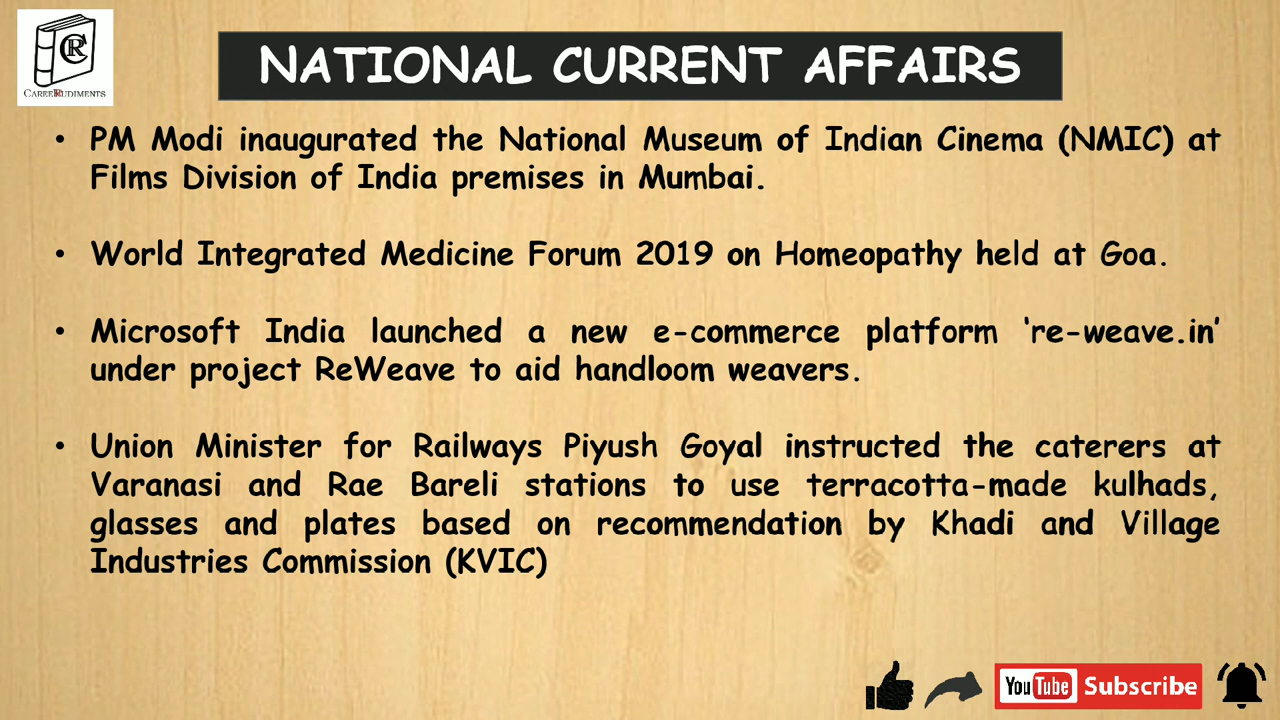 CR
CAREERUDIMENTS
NATIONAL CURRENT AFFAIRS
• PM Modi inaugurated the National Museum of Indian Cinema (NMIC) at
Films Division of India premises in Mumbai.
• World Integrated Medicine Forum 2019 on Homeopathy held at Goa.
• Microsoft India launched a new e-commerce platform ‘re-weave.in’
under project ReWeave to aid handloom weavers.
• Union Minister for Railways Piyush Goyal instructed the caterers at
Varanasi and Rae Bareli stations to use terracotta-made kulhads,
glasses and plates based on recommendation by Khadi and Village
Industries Commission (KVIC)
YouTube Subscribe